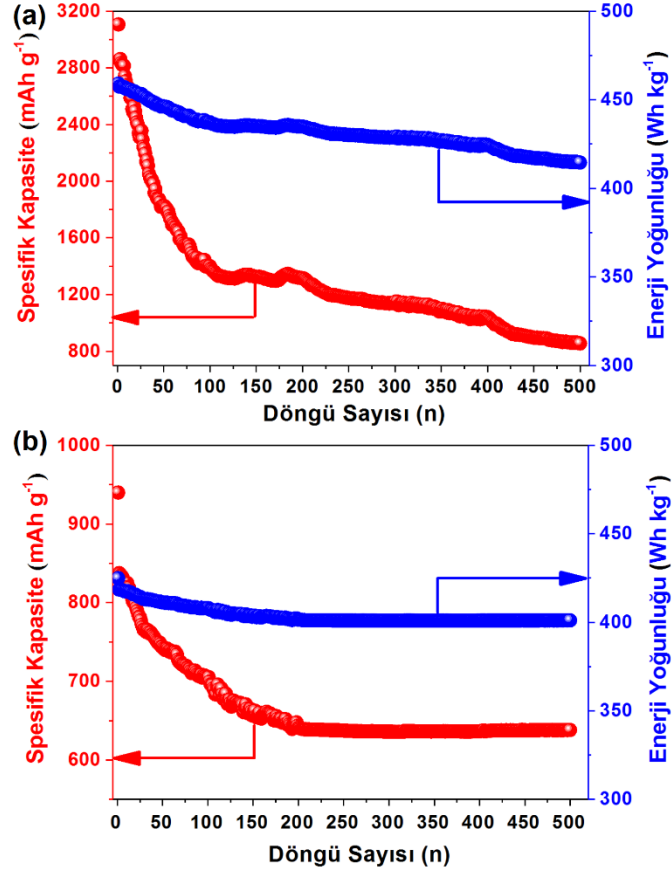 (a)
Spesifik Kapasite (mAh g⁻¹)
3200
2800
2400
2000
1600
1200
800
500
450
400
350
300
Enerji Yoğunluğu (Wh kg⁻¹)
0 50 100 150 200 250 300 350 400 450 500
Döngü Sayısı (n)
(b)
Spesifik Kapasite (mAh g⁻¹)
1000
900
800
700
600
500
450
400
350
300
Enerji Yoğunluğu (Wh kg⁻¹)
0 50 100 150 200 250 300 350 400 450 500
Döngü Sayısı (n)